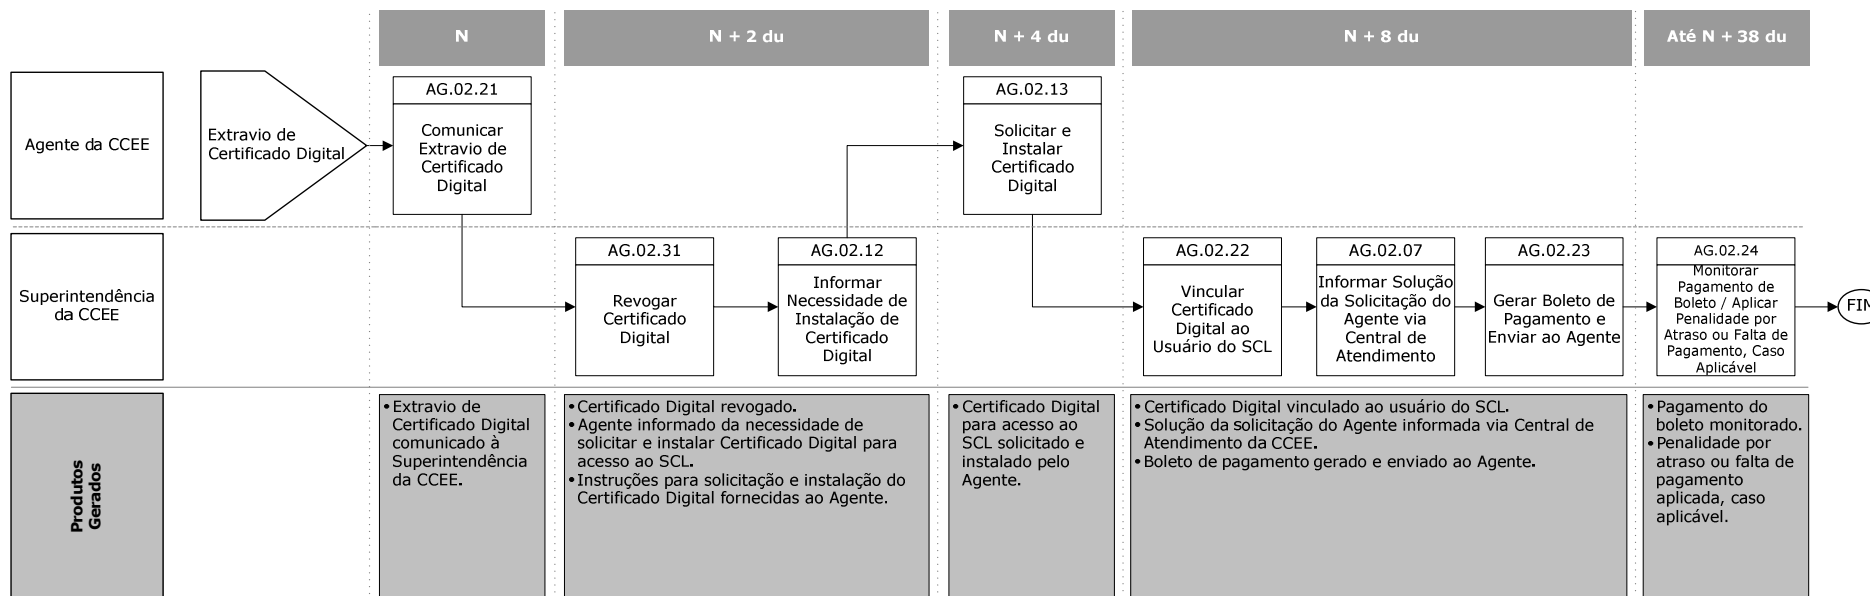 N
N + 2 du
N + 4 du
N + 8 du
Até N + 38 du
Agente da CCEE
Extravio de
Certificado Digital
AG.02.21
Comunicar
Extravio de
Certificado
Digital
AG.02.13
Solicitar e
Instalar
Certificado
Digital
Superintendência
da CCEE
AG.02.31
Revogar
Certificado
Digital
AG.02.12
Informar
Necessidade de
Instalação de
Certificado
Digital
AG.02.22
Vincular
Certificado
Digital ao
Usuário do SCL
AG.02.07
Informar Solução
da Solicitação do
Agente via
Central de
Atendimento
AG.02.23
Gerar Boleto de
Pagamento e
Enviar ao Agente
AG.02.24
Monitorar
Pagamento de
Boleto / Aplicar
Penalidade por
Atraso ou Falta de
Pagamento, Caso
Aplicável
FIM
Produtos
Gerados
•Extravio de
Certificado Digital
comunicado à
Superintendência
da CCEE.
•Certificado Digital revogado.
•Agente informado da necessidade de
solicitar e instalar Certificado Digital para
acesso ao SCL.
•Instruções para solicitação e instalação do
Certificado Digital fornecidas ao Agente.
•Certificado Digital
para acesso ao
SCL solicitado e
instalado pelo
Agente.
•Certificado Digital vinculado ao usuário do SCL.
•Solução da solicitação do Agente informada via Central de
Atendimento da CCEE.
•Boleto de pagamento gerado e enviado ao Agente.
•Pagamento do
boleto monitorado.
•Penalidade por
atraso ou falta de
pagamento
aplicada, caso
aplicável.